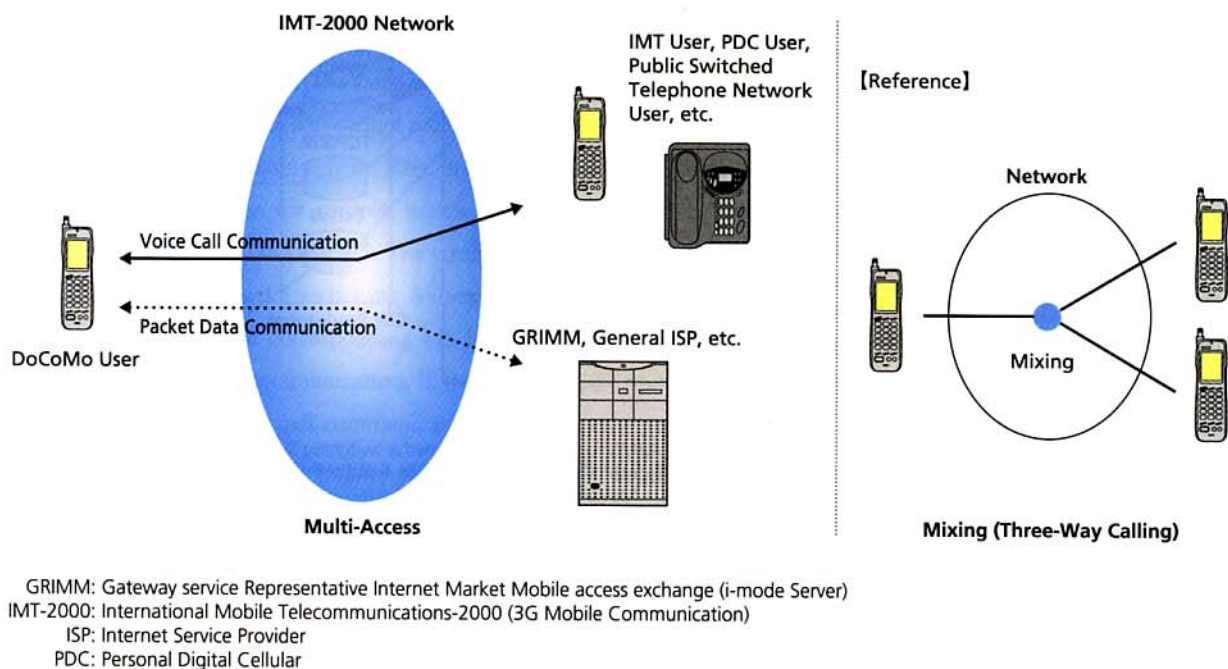 IMT-2000 Network
IMT User, PDC User,
Public Switched
Telephone Network
User, etc.
Voice Call Communication
Packet Data Communication
DoCoMo User
GRIMM, General ISP, etc.
Multi-Access
【Reference】
Network
Mixing
Mixing (Three-Way Calling)
GRIMM: Gateway service Representative Internet Market Mobile access exchange (i-mode Server)
IMT-2000: International Mobile Telecommunications-2000 (3G Mobile Communication)
ISP: Internet Service Provider
PDC: Personal Digital Cellular